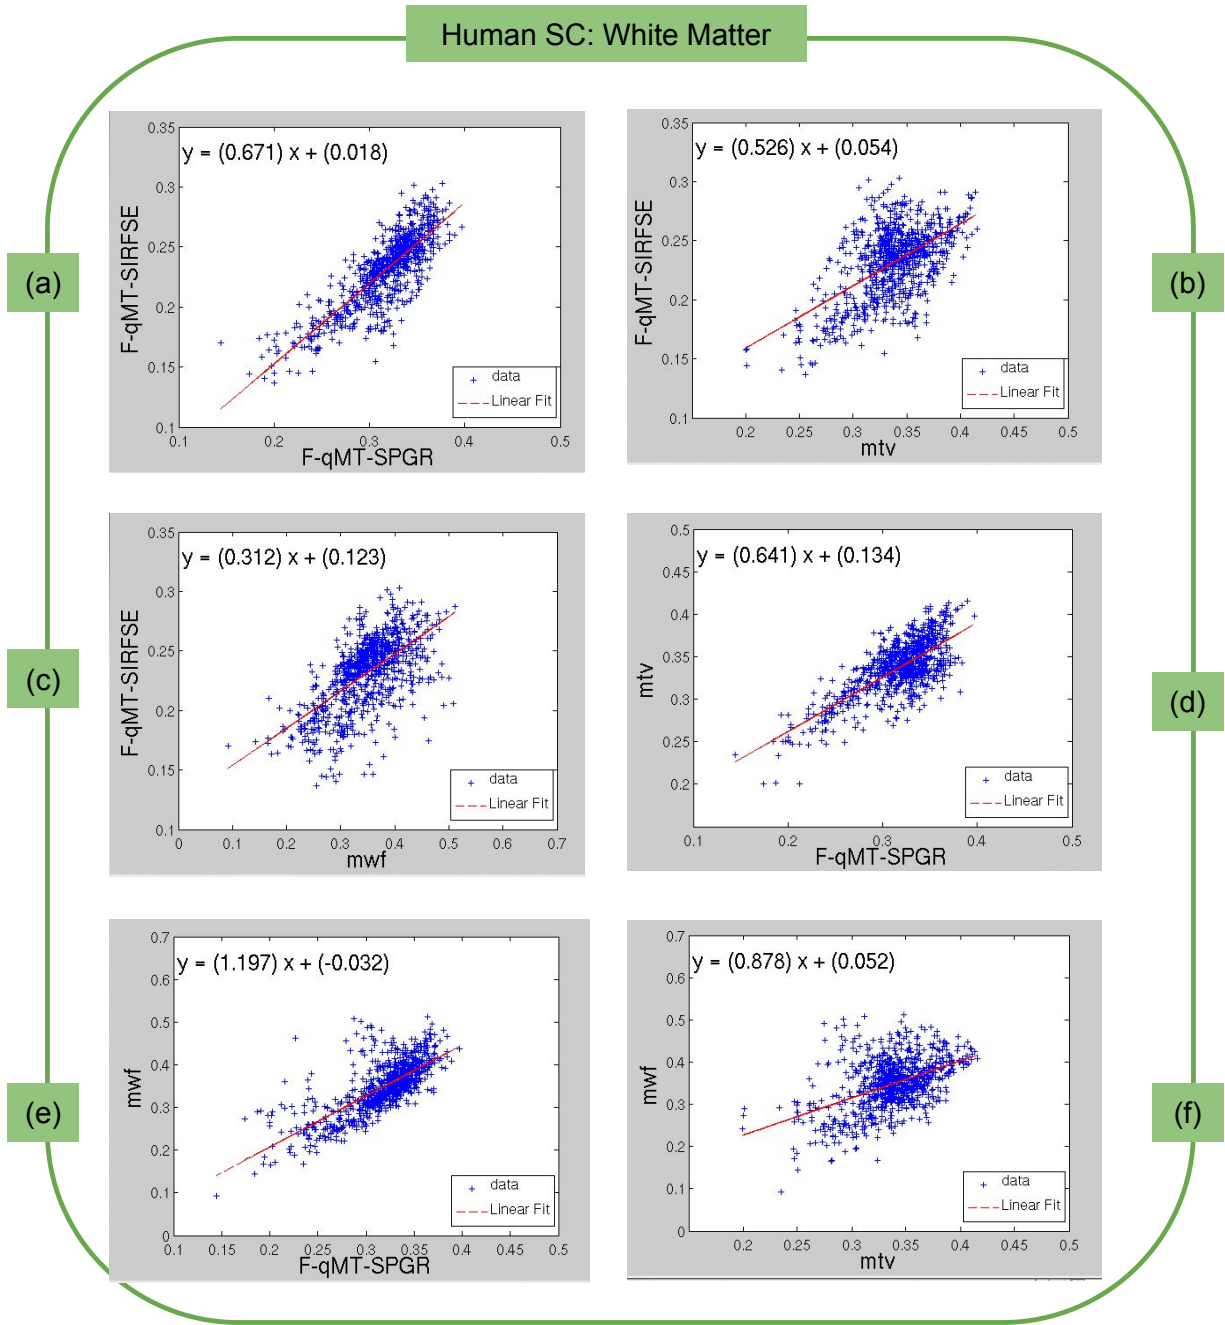 Human SC: White Matter
(a)
y = (0.671) x + (0.018)
F-qMT-SIRFSE
0.35
0.3
0.25
0.2
0.15
0.1
0.1 0.2 0.3 0.4 0.5
F-qMT-SPGR
data
Linear Fit
(b)
y = (0.526) x + (0.054)
F-qMT-SIRFSE
0.35
0.3
0.25
0.2
0.15
0.1
0.2 0.25 0.3 0.35 0.4 0.45 0.5
mtv
data
Linear Fit
(c)
y = (0.312) x + (0.123)
F-qMT-SIRFSE
0.35
0.3
0.25
0.2
0.15
0.1
0 0.1 0.2 0.3 0.4 0.5 0.6 0.7
mwf
data
Linear Fit
(d)
y = (0.641) x + (0.134)
mtv
0.5
0.45
0.4
0.35
0.3
0.25
0.2
0.1 0.2 0.3 0.4 0.5
F-qMT-SPGR
data
Linear Fit
(e)
y = (1.197) x + (-0.032)
mwf
0.7
0.6
0.5
0.4
0.3
0.2
0.1
0
0.1 0.15 0.2 0.25 0.3 0.35 0.4 0.45 0.5
F-qMT-SPGR
data
Linear Fit
(f)
y = (0.878) x + (0.052)
mwf
0.7
0.6
0.5
0.4
0.3
0.2
0.1
0
0.2 0.25 0.3 0.35 0.4 0.45 0.5
mtv
data
Linear Fit